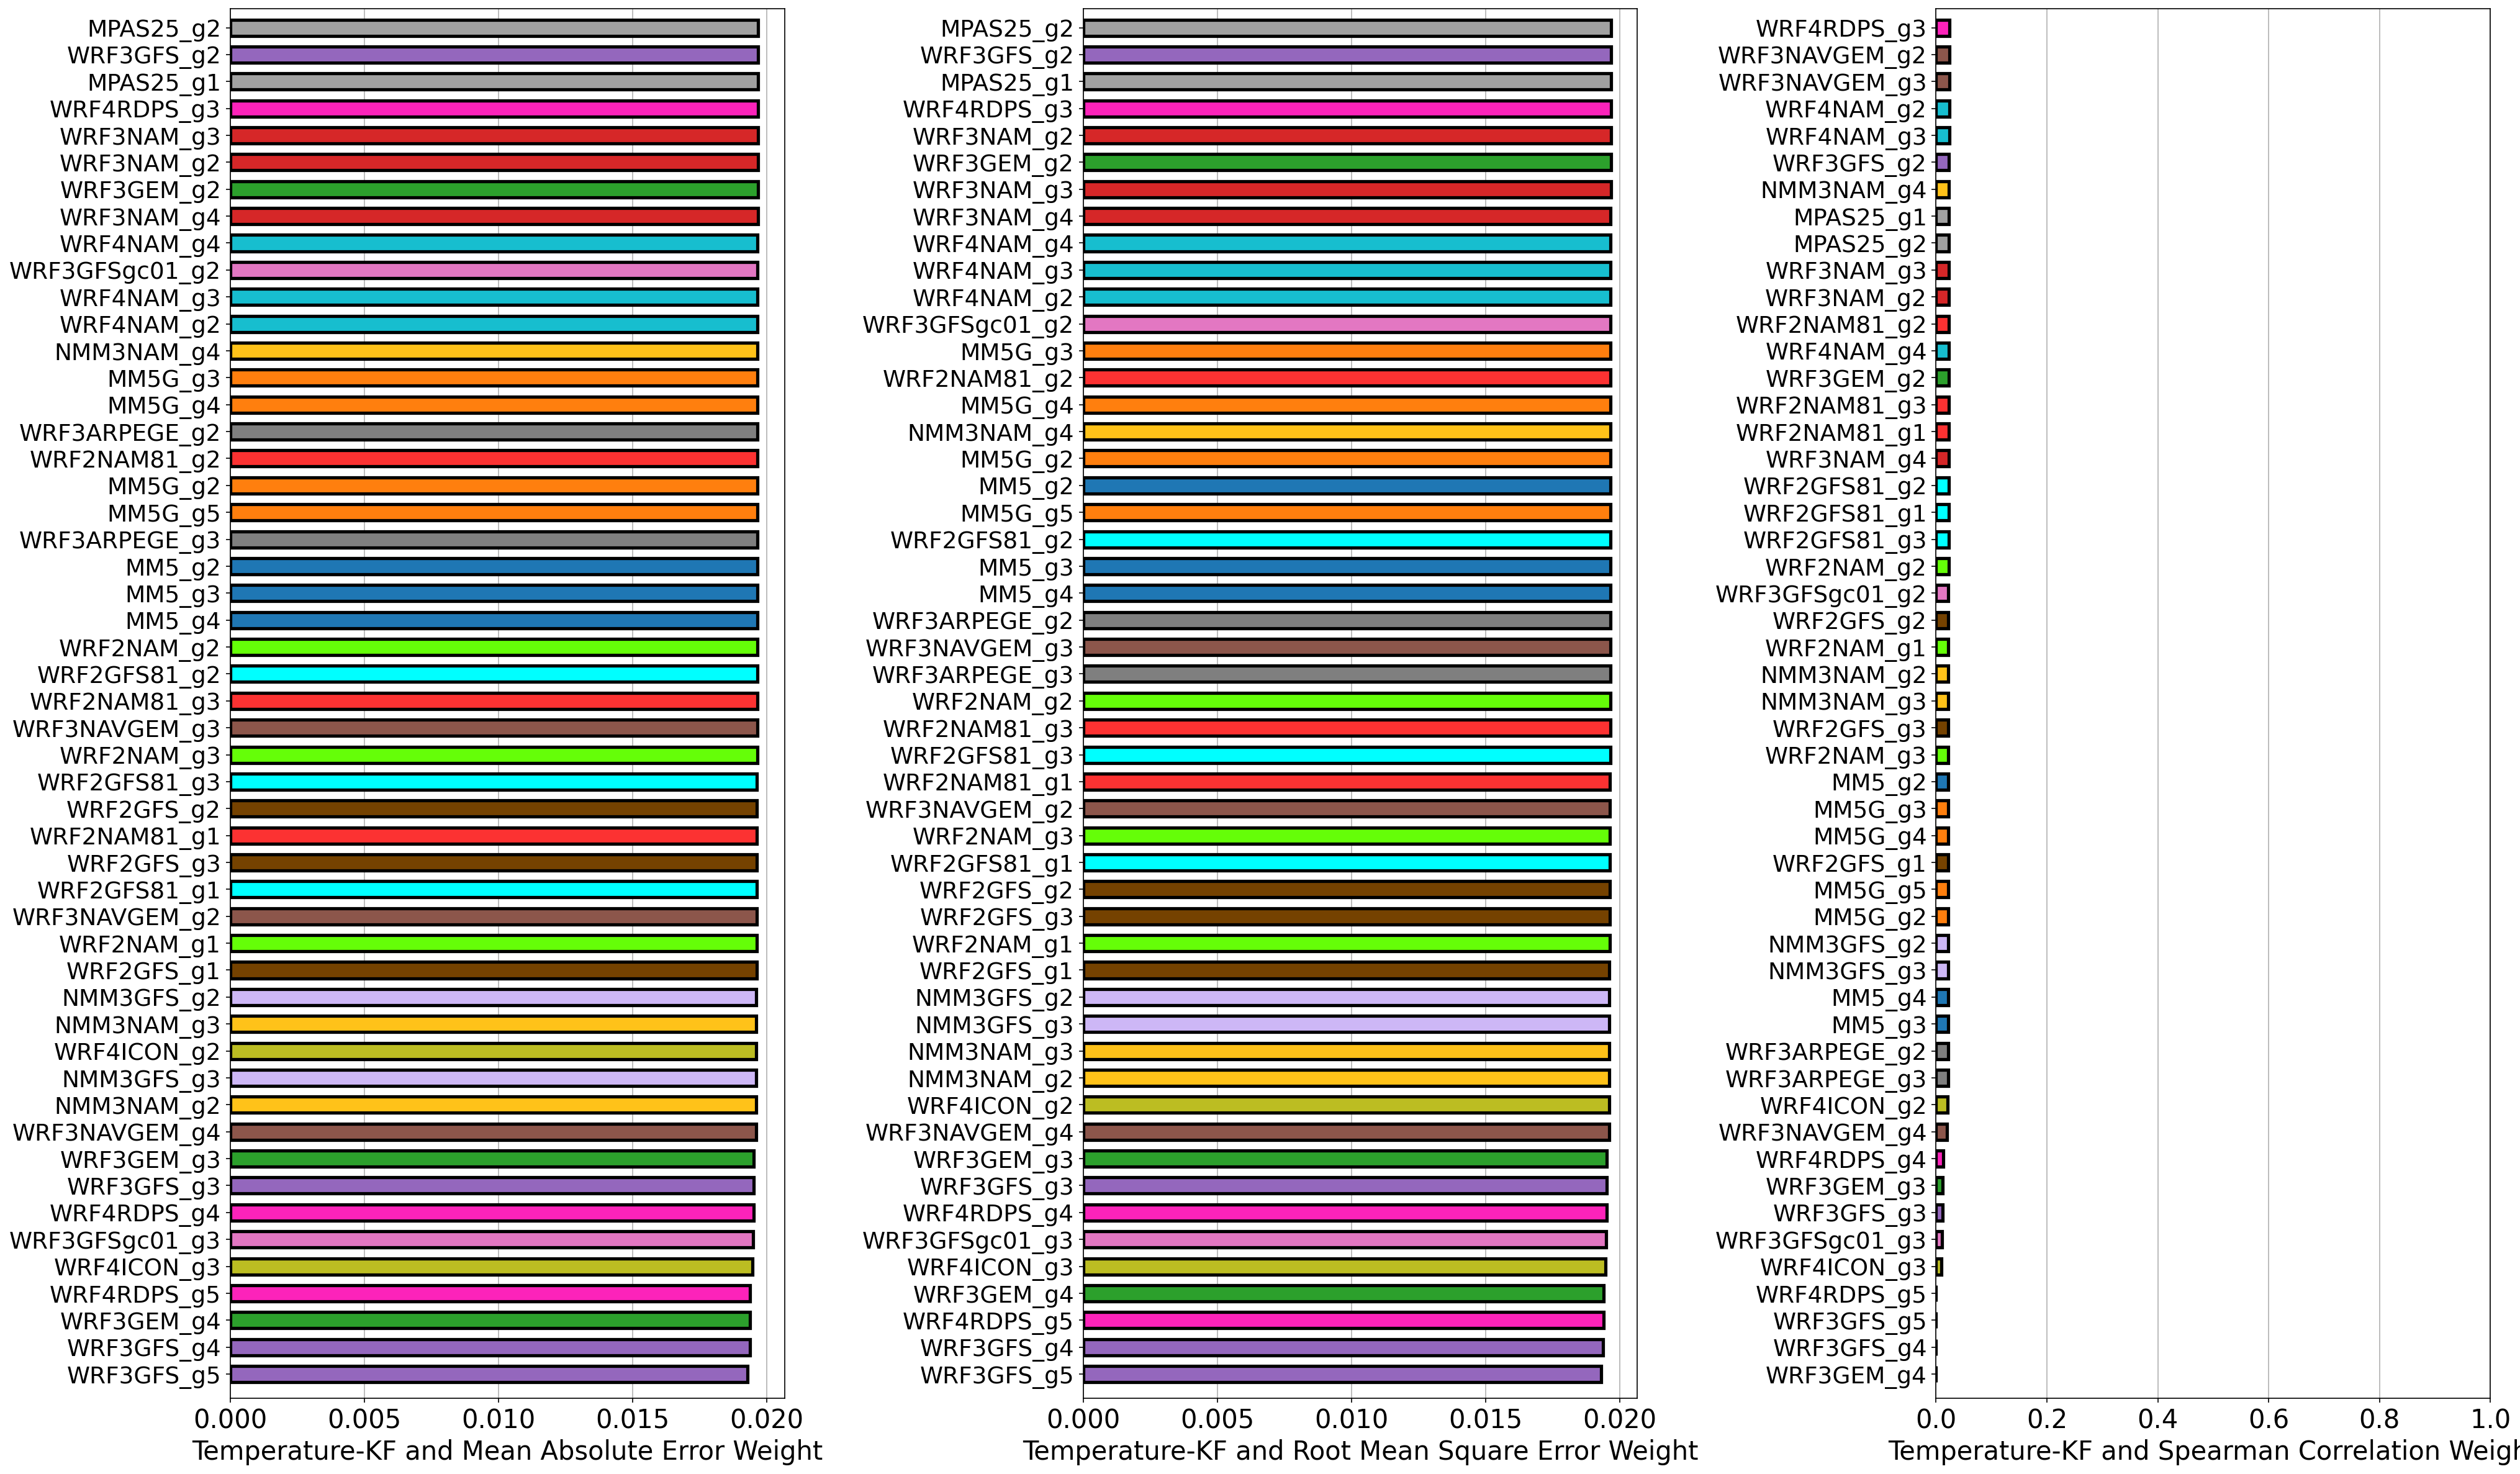 MPAS25_g2
WRF3GFS_g2
MPAS25_g1
WRF4RDPS_g3
WRF3NAM_g3
WRF3NAM_g2
WRF3GEM_g2
WRF3NAM_g4
WRF4NAM_g4
WRF3GFSgc01_g2
WRF4NAM_g3
WRF4NAM_g2
NMM3NAM_g4
MM5G_g3
MM5G_g4
WRF3ARPEGE_g2
WRF2NAM81_g2
MM5G_g2
MM5G_g5
WRF3ARPEGE_g3
MM5_g2
MM5_g3
MM5_g4
WRF2NAM_g2
WRF2GFS81_g2
WRF2NAM81_g3
WRF3NAVGEM_g3
WRF2NAM_g3
WRF2GFS81_g3
WRF2GFS_g2
WRF2NAM81_g1
WRF2GFS_g3
WRF2GFS81_g1
WRF3NAVGEM_g2
WRF2NAM_g1
WRF2GFS_g1
NMM3GFS_g2
NMM3NAM_g3
WRF4ICON_g2
NMM3GFS_g3
NMM3NAM_g2
WRF3NAVGEM_g4
WRF3GEM_g3
WRF3GFS_g3
WRF4RDPS_g4
WRF3GFSgc01_g3
WRF4ICON_g3
WRF4RDPS_g5
WRF3GEM_g4
WRF3GFS_g4
WRF3GFS_g5
0.000 0.005 0.010 0.015 0.020
Temperature-KF and Mean Absolute Error Weight
MPAS25_g2
WRF3GFS_g2
MPAS25_g1
WRF4RDPS_g3
WRF3NAM_g2
WRF3GEM_g2
WRF3NAM_g3
WRF3NAM_g4
WRF4NAM_g4
WRF4NAM_g3
WRF4NAM_g2
WRF3GFSgc01_g2
MM5G_g3
WRF2NAM81_g2
MM5G_g4
NMM3NAM_g4
MM5G_g2
MM5_g2
MM5G_g5
WRF2GFS81_g2
MM5_g3
MM5_g4
WRF3ARPEGE_g2
WRF3NAVGEM_g3
WRF3ARPEGE_g3
WRF2NAM_g2
WRF2NAM81_g3
WRF2GFS81_g3
WRF2NAM81_g1
WRF3NAVGEM_g2
WRF2NAM_g3
WRF2GFS81_g1
WRF2GFS_g2
WRF2GFS_g3
WRF2NAM_g1
WRF2GFS_g1
NMM3GFS_g2
NMM3GFS_g3
NMM3NAM_g3
NMM3NAM_g2
WRF4ICON_g2
WRF3NAVGEM_g4
WRF3GEM_g3
WRF3GFS_g3
WRF4RDPS_g4
WRF3GFSgc01_g3
WRF4ICON_g3
WRF3GEM_g4
WRF4RDPS_g5
WRF3GFS_g4
WRF3GFS_g5
0.000 0.005 0.010 0.015 0.020
Temperature-KF and Root Mean Square Error Weight
WRF4RDPS_g3
WRF3NAVGEM_g2
WRF3NAVGEM_g3
WRF4NAM_g2
WRF4NAM_g3
WRF3GFS_g2
NMM3NAM_g4
MPAS25_g1
MPAS25_g2
WRF3NAM_g3
WRF3NAM_g2
WRF2NAM81_g2
WRF4NAM_g4
WRF3GEM_g2
WRF2NAM81_g3
WRF2NAM81_g1
WRF3NAM_g4
WRF2GFS81_g2
WRF2GFS81_g1
WRF2GFS81_g3
WRF2NAM_g2
WRF3GFSgc01_g2
WRF2GFS_g2
WRF2NAM_g1
NMM3NAM_g2
NMM3NAM_g3
WRF2GFS_g3
WRF2NAM_g3
MM5_g2
MM5G_g3
MM5G_g4
WRF2GFS_g1
MM5G_g5
MM5G_g2
NMM3GFS_g2
NMM3GFS_g3
MM5_g4
MM5_g3
WRF3ARPEGE_g2
WRF3ARPEGE_g3
WRF4ICON_g2
WRF3NAVGEM_g4
WRF4RDPS_g4
WRF3GEM_g3
WRF3GFS_g3
WRF3GFSgc01_g3
WRF4ICON_g3
WRF4RDPS_g5
WRF3GFS_g5
WRF3GFS_g4
WRF3GEM_g4
0.0 0.2 0.4 0.6 0.8 1.0
Temperature-KF and Spearman Correlation Weigh